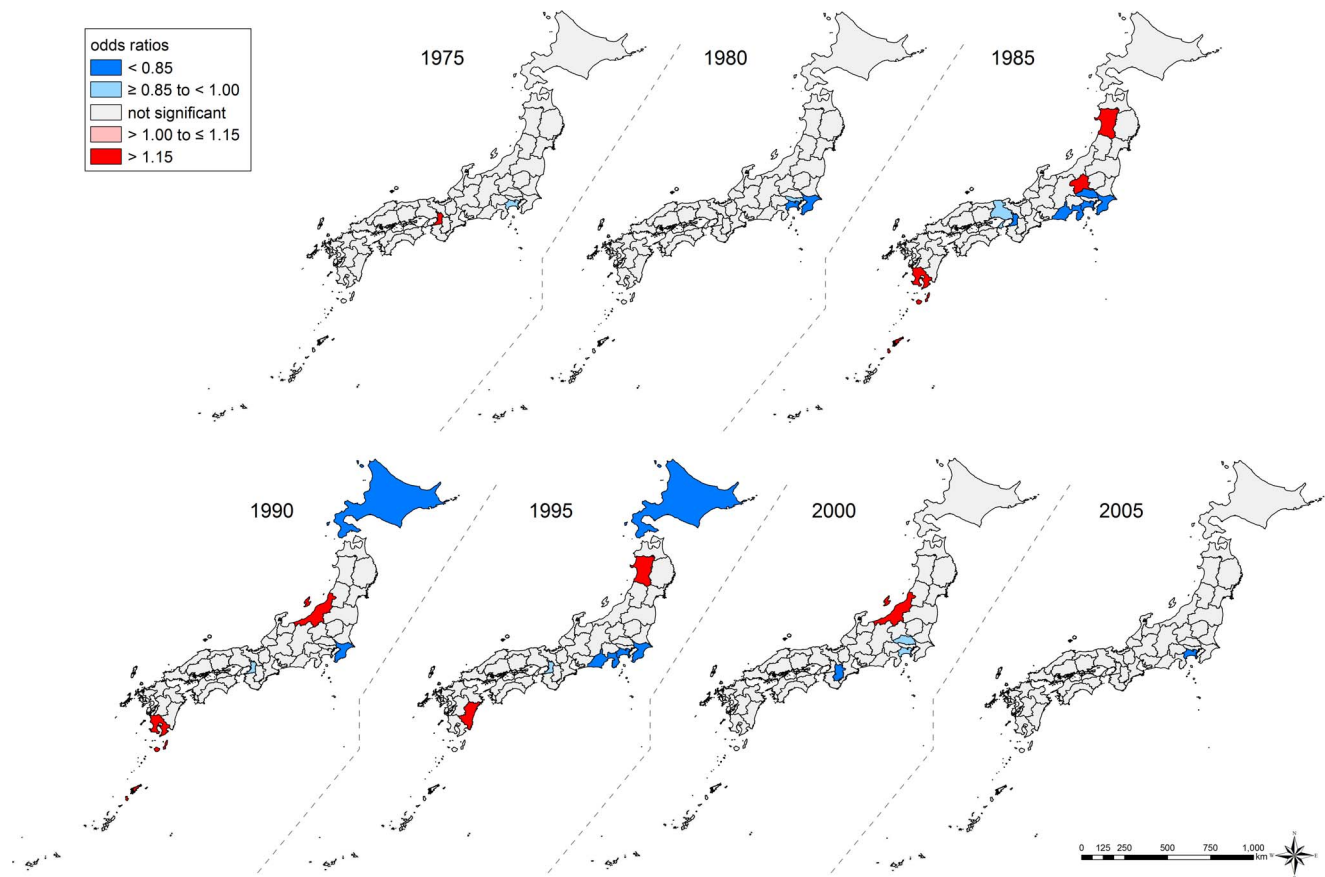 odds ratios
< 0.85
≥ 0.85 to < 1.00
not significant
> 1.00 to ≤ 1.15
> 1.15
1975
1980
1985
1990
1995
2000
2005
0 125 250 500 750 1,000
km
N
W E
S